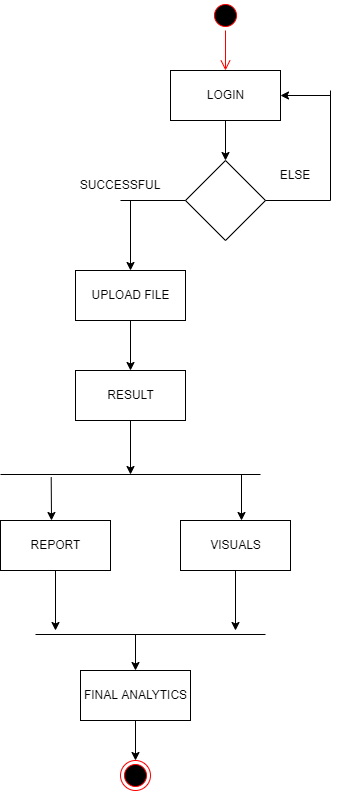 LOGIN
SUCCESSFUL
ELSE
UPLOAD FILE
RESULT
REPORT
VISUALS
FINAL ANALYTICS